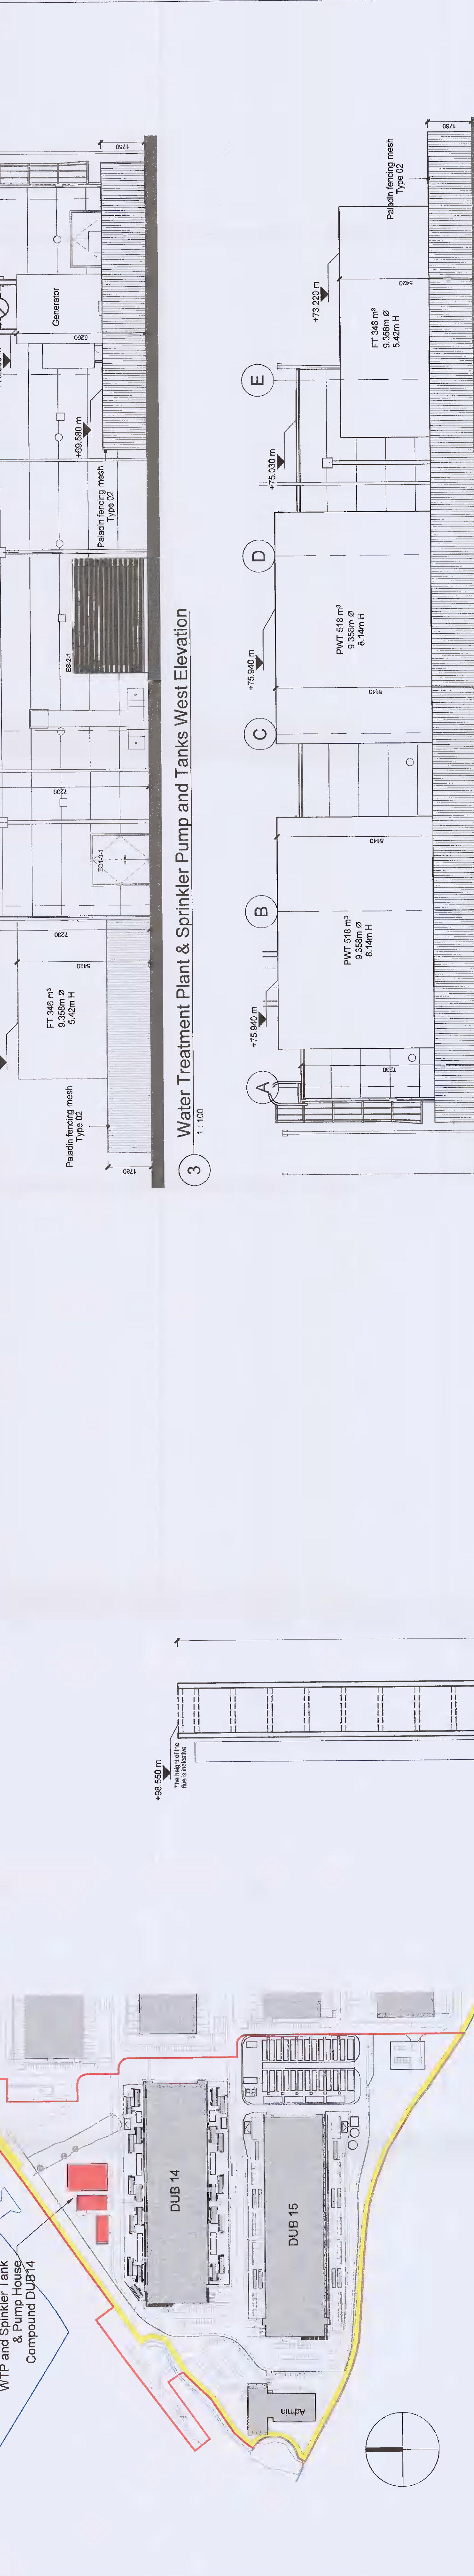 1780
Generator
5200
+69.580 m
Paladin fencing mesh
Type 02
ES-2-1
7230
7230
5420
FT 346 m³
9.358m Ø
5.42m H
Paladin fencing mesh
Type 02
1780
3
Water Treatment Plant & Sprinkler Pump and Tanks West Elevation
1 : 100
1780
Paladin fencing mesh
Type 02
+73.220 m
5420
FT 346 m³
9.358m Ø
5.42m H
E
+75.030 m
D
+75.940 m
PWT 518 m³
9.358m Ø
8.14m H
8140
C
8140
B
PWT 518 m³
9.358m Ø
8.14m H
+75.940 m
7230
A
+98.550 m
The height of the
flue is indicative
WTP and Spinkler Tank
& Pump House
Compound DUB14
DUB 14
DUB 15
Admin